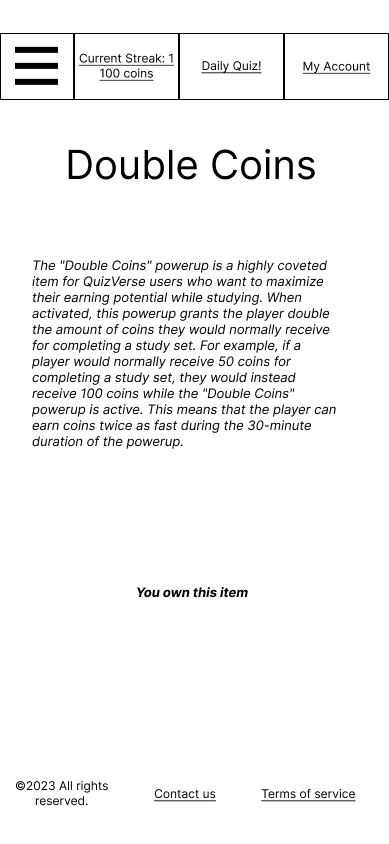 Current Streak: 1
100 coins
Daily Quiz!
My Account
Double Coins
The "Double Coins" powerup is a highly coveted
item for QuizVerse users who want to maximize
their earning potential while studying. When
activated, this powerup grants the player double
the amount of coins they would normally receive
for completing a study set. For example, if a
player would normally receive 50 coins for
completing a study set, they would instead
receive 100 coins while the "Double Coins"
powerup is active. This means that the player can
earn coins twice as fast during the 30-minute
duration of the powerup.
You own this item
©2023 All rights
reserved.
Contact us
Terms of service